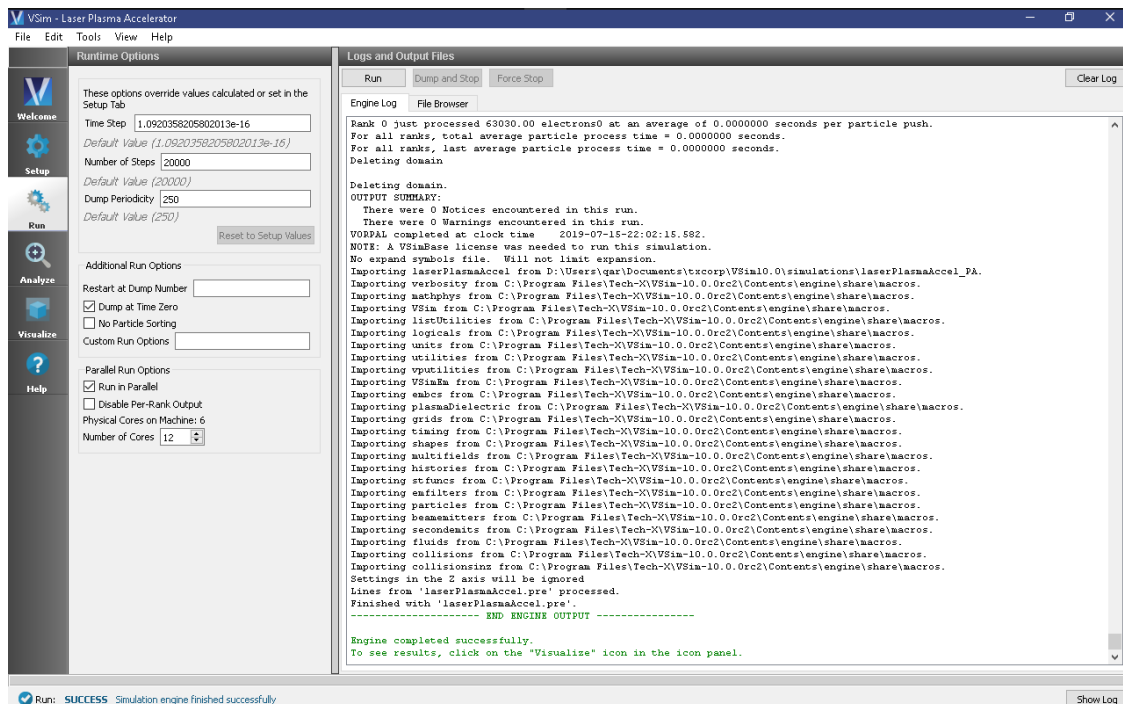 VSim - Laser Plasma Accelerator
File Edit Tools View Help
Runtime Options
Logs and Output Files
Welcome
Setup
Run
Analyze
Visualize
Help
These options override values calculated or set in the
Setup Tab
Time Step 1.0920358205802013e-16
Default Value (1.0920358205802013e-16)
Number of Steps 20000
Default Value (20000)
Dump Periodicity 250
Default Value (250)
Reset to Setup Values
Additional Run Options
Restart at Dump Number
Dump at Time Zero
No Particle Sorting
Custom Run Options
Parallel Run Options
Run in Parallel
Disable Per-Rank Output
Physical Cores on Machine: 6
Number of Cores 12
Run Dump and Stop Force Stop Clear Log
Engine Log File Browser
Rank 0 just processed 63030.00 electrons0 at an average of 0.0000000 seconds per particle push.
For all ranks, total average particle process time = 0.0000000 seconds.
For all ranks, last average particle process time = 0.0000000 seconds.
Deleting domain
Deleting domain.
OUTPUT SUMMARY:
There were 0 Notices encountered in this run.
There were 0 Warnings encountered in this run.
VORPAL completed at clock time 2019-07-15-22:02:15.582.
NOTE: A VSimBase license was needed to run this simulation.
No expand symbols file. Will not limit expansion.
Importing laserPlasmaAccel from D:\Users\qar\Documents\txcorp\VSim10.0\simulations\laserPlasmaAccel_PA.
Importing verbosity from C:\Program Files\Tech-X\VSim-10.0.0rc2\Contents\engine\share\macros.
Importing mathphys from C:\Program Files\Tech-X\VSim-10.0.0rc2\Contents\engine\share\macros.
Importing VSim from C:\Program Files\Tech-X\VSim-10.0.0rc2\Contents\engine\share\macros.
Importing listUtilities from C:\Program Files\Tech-X\VSim-10.0.0rc2\Contents\engine\share\macros.
Importing logicals from C:\Program Files\Tech-X\VSim-10.0.0rc2\Contents\engine\share\macros.
Importing units from C:\Program Files\Tech-X\VSim-10.0.0rc2\Contents\engine\share\macros.
Importing utilities from C:\Program Files\Tech-X\VSim-10.0.0rc2\Contents\engine\share\macros.
Importing vputilities from C:\Program Files\Tech-X\VSim-10.0.0rc2\Contents\engine\share\macros.
Importing VSimEm from C:\Program Files\Tech-X\VSim-10.0.0rc2\Contents\engine\share\macros.
Importing embcs from C:\Program Files\Tech-X\VSim-10.0.0rc2\Contents\engine\share\macros.
Importing plasmaDielectric from C:\Program Files\Tech-X\VSim-10.0.0rc2\Contents\engine\share\macros.
Importing grids from C:\Program Files\Tech-X\VSim-10.0.0rc2\Contents\engine\share\macros.
Importing timing from C:\Program Files\Tech-X\VSim-10.0.0rc2\Contents\engine\share\macros.
Importing shapes from C:\Program Files\Tech-X\VSim-10.0.0rc2\Contents\engine\share\macros.
Importing multifields from C:\Program Files\Tech-X\VSim-10.0.0rc2\Contents\engine\share\macros.
Importing histories from C:\Program Files\Tech-X\VSim-10.0.0rc2\Contents\engine\share\macros.
Importing stfuncs from C:\Program Files\Tech-X\VSim-10.0.0rc2\Contents\engine\share\macros.
Importing emfilters from C:\Program Files\Tech-X\VSim-10.0.0rc2\Contents\engine\share\macros.
Importing particles from C:\Program Files\Tech-X\VSim-10.0.0rc2\Contents\engine\share\macros.
Importing beamemitters from C:\Program Files\Tech-X\VSim-10.0.0rc2\Contents\engine\share\macros.
Importing secondemits from C:\Program Files\Tech-X\VSim-10.0.0rc2\Contents\engine\share\macros.
Importing fluids from C:\Program Files\Tech-X\VSim-10.0.0rc2\Contents\engine\share\macros.
Importing collisions from C:\Program Files\Tech-X\VSim-10.0.0rc2\Contents\engine\share\macros.
Importing collisionsinz from C:\Program Files\Tech-X\VSim-10.0.0rc2\Contents\engine\share\macros.
Settings in the Z axis will be ignored
Lines from 'laserPlasmaAccel.pre' processed.
Finished with 'laserPlasmaAccel.pre'.
--------------------- END ENGINE OUTPUT ----------------
Engine completed successfully.
To see results, click on the "Visualize" icon in the icon panel.
Run: SUCCESS Simulation engine finished successfully
Show Log